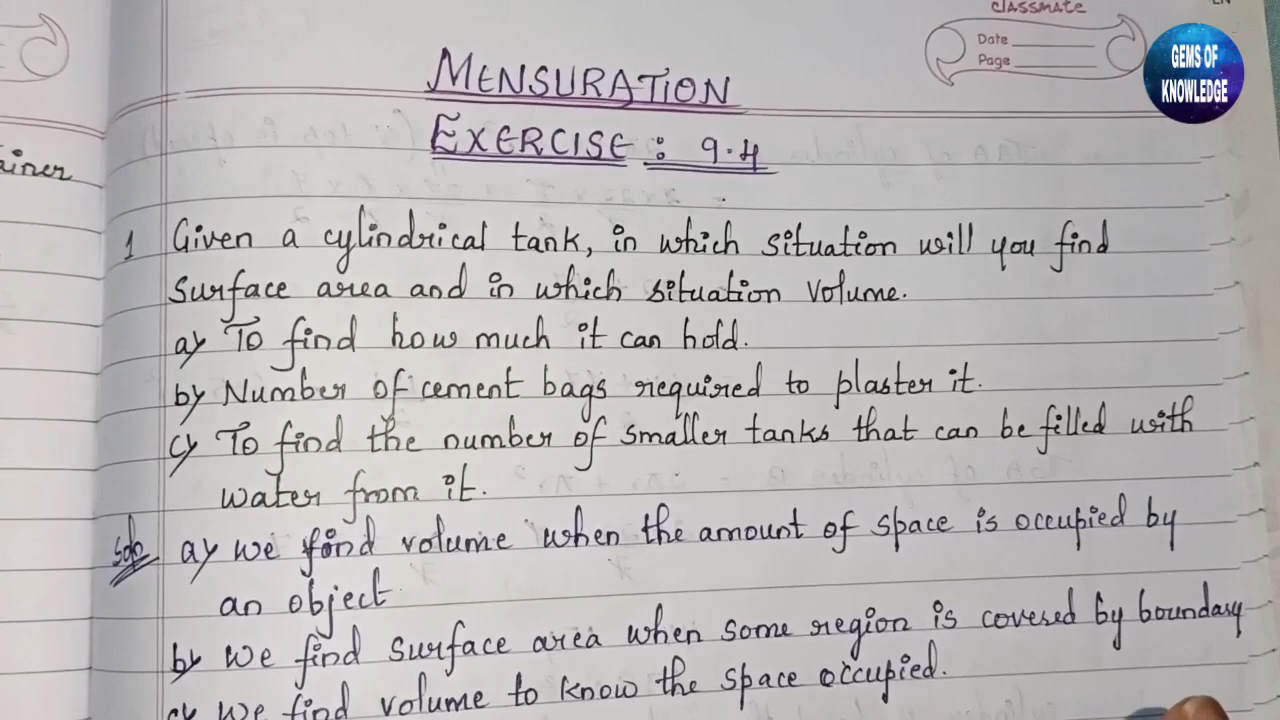 classmate
Date
Page
GEMS OF
KNOWLEDGE
MENSURATION
EXERCISE : 9.4
ainer
1 Given a cylindrical tank, in which situation will you find
surface area and in which situation volume.
a) To find how much it can hold.
b) Number of cement bags required to plaster it.
c) To find the number of smaller tanks that can be filled with
water from it.
Soln a) we find volume when the amount of space is occupied by
an object
b) we find surface area when some region is covered by boundary
c) we find volume to know the space occupied.